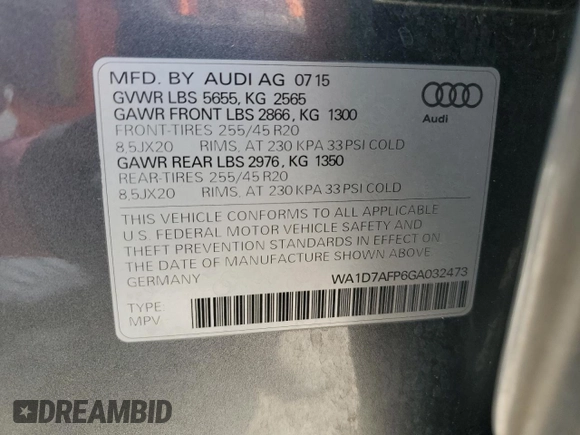 MFD. BY AUDI AG 07 15
GVWR LBS 5655, KG 2565
GAWR FRONT LBS 2866, KG 1300
FRONT-TIRES 255/45 R20
8,5JX20 RIMS, AT 230 KPA 33 PSI COLD
GAWR REAR LBS 2976, KG 1350
REAR-TIRES 255/45 R20
8,5JX20 RIMS, AT 230 KPA 33 PSI COLD
Audi
THIS VEHICLE CONFORMS TO ALL APPLICABLE
U.S. FEDERAL MOTOR VEHICLE SAFETY AND
THEFT PREVENTION STANDARDS IN EFFECT ON
THE DATE OF MANUFACTURE SHOWN ABOVE.
GERMANY WA1D7AFP6GA032473
TYPE:
MPV
DREAMBID